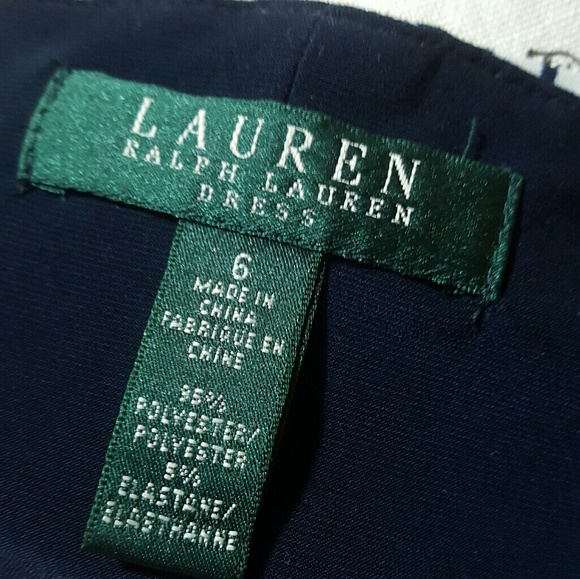 LAUREN
RALPH LAUREN
DRESS
6
MADE IN
CHINA
FABRIQUE EN
CHINE
95%
POLYESTER/
POLYESTER
5%
ELASTANE/
ELASTHANNE